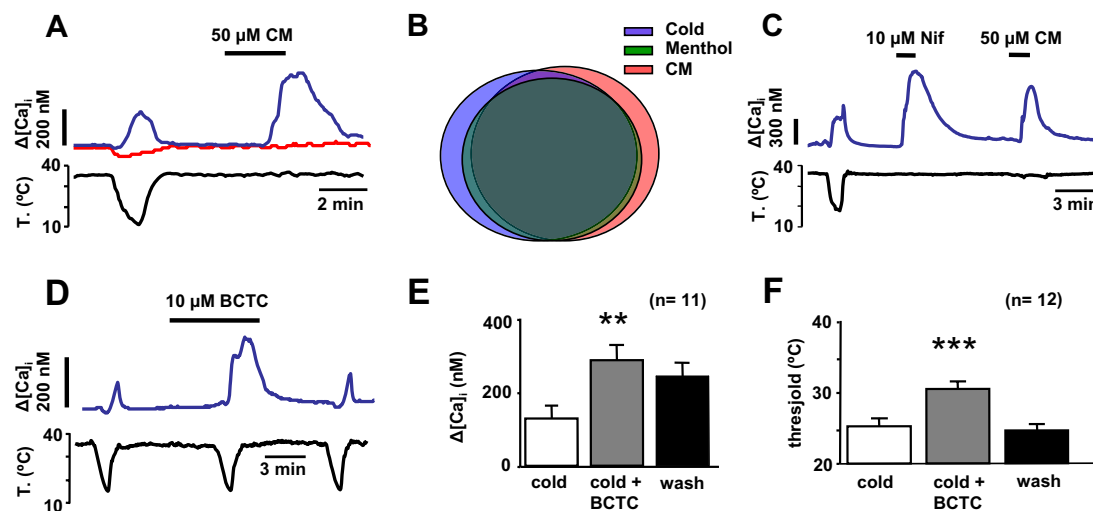 A
50 µM CM
Δ[Ca]i
200 nM
40
T. (ºC)
10
2 min
B
Cold
Menthol
CM
C
10 µM Nif
50 µM CM
Δ[Ca]i
300 nM
40
T. (ºC)
10
3 min
D
10 µM BCTC
Δ[Ca]i
200 nM
40
T. (ºC)
10
3 min
E
(n= 11)
**
400
200
0
Δ[Ca]i (nM)
cold
cold +
BCTC
wash
F
(n= 12)
***
40
30
20
thresjold (ºC)
cold
cold +
BCTC
wash